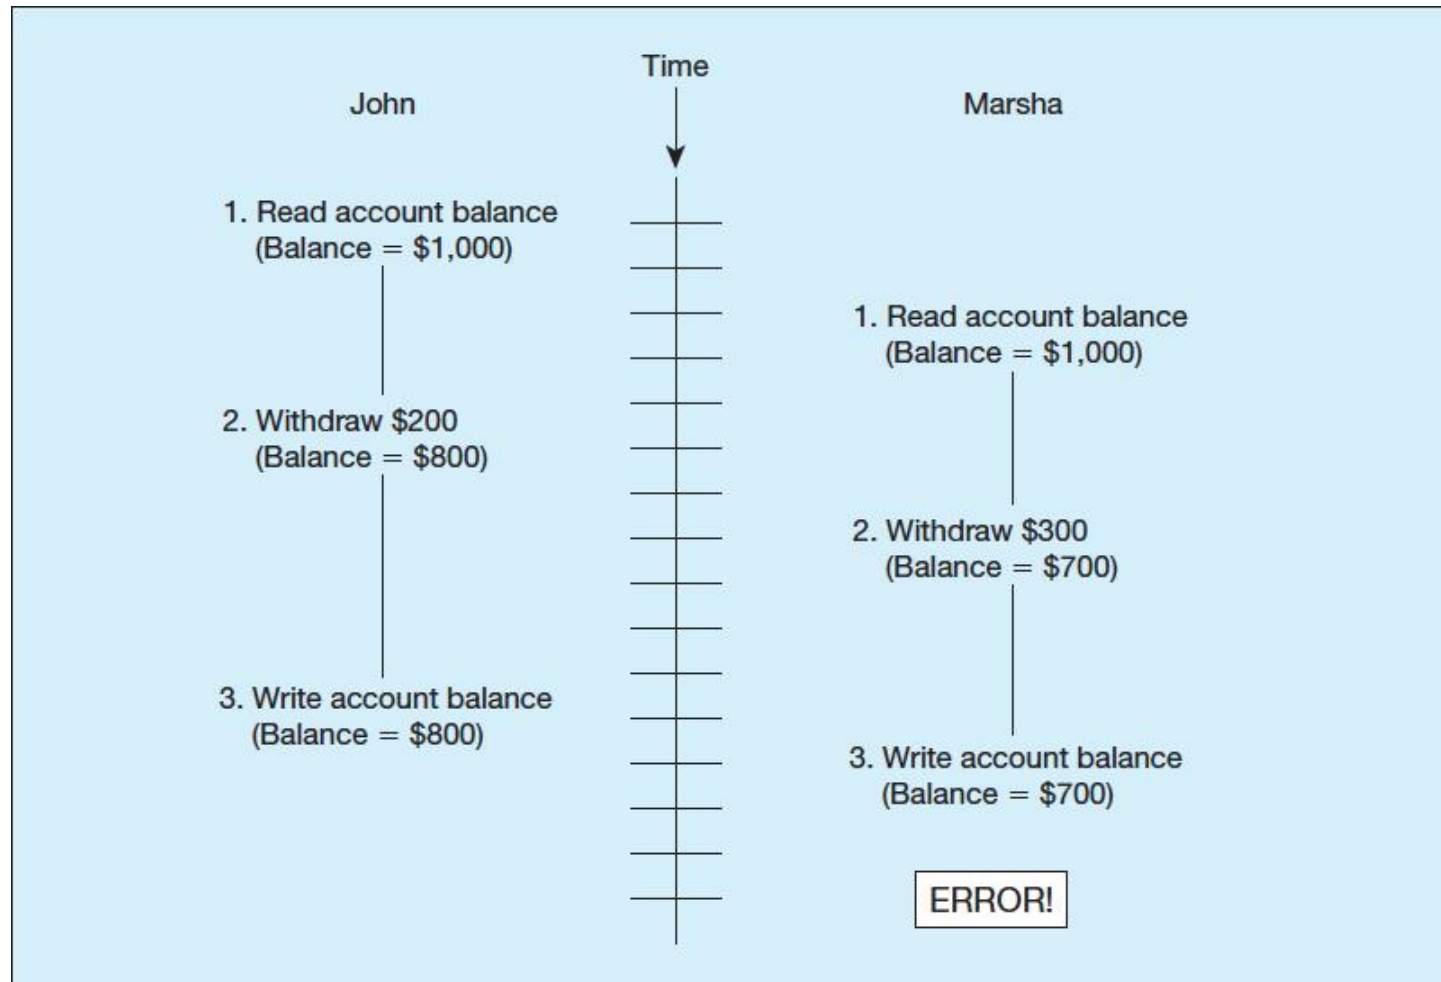 Time
John
Marsha
1. Read account balance
(Balance = $1,000)
1. Read account balance
(Balance = $1,000)
2. Withdraw $200
(Balance = $800)
2. Withdraw $300
(Balance = $700)
3. Write account balance
(Balance = $800)
3. Write account balance
(Balance = $700)
ERROR!